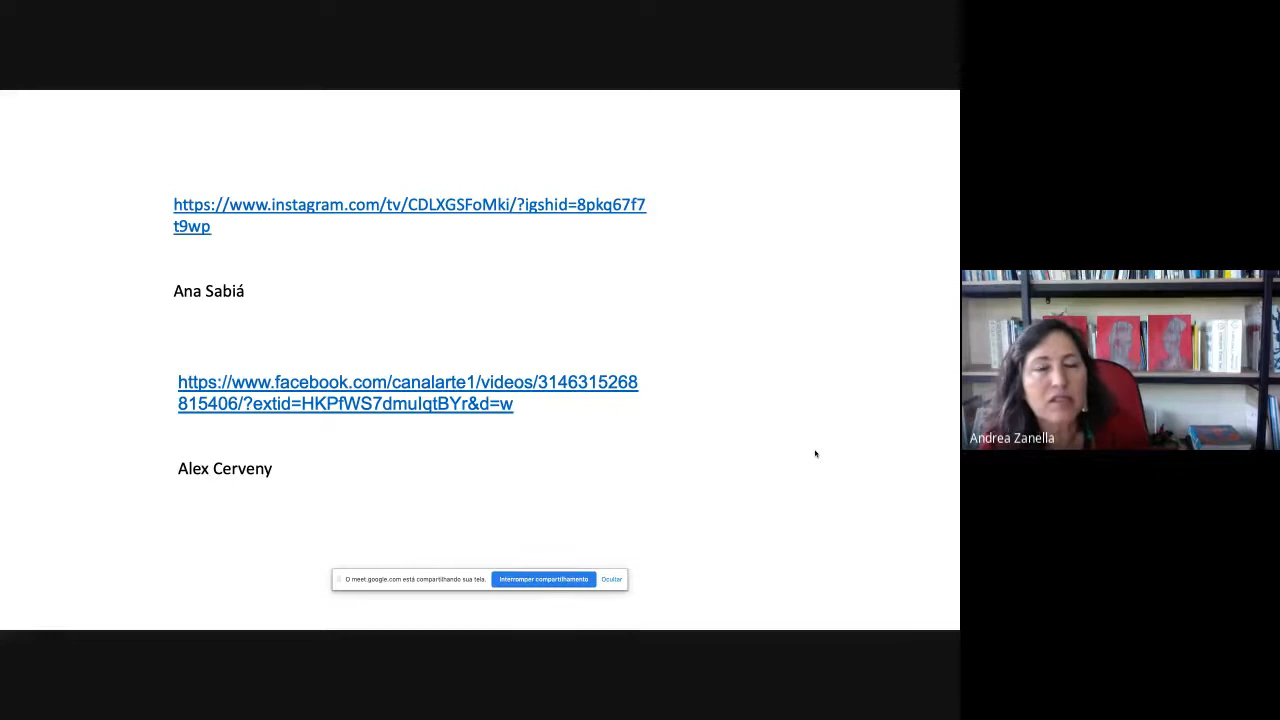 https://www.instagram.com/tv/CDLXGSFoMki/?igshid=8pkq67f7
t9wp
Ana Sabiá
https://www.facebook.com/canalarte1/videos/3146315268
815406/?extid=HKPfWS7dmulqtBYr&d=w
Alex Cerveny
O meet.google.com está compartilhando sua tela. Interromper compartilhamento Ocultar
Andrea Zanella